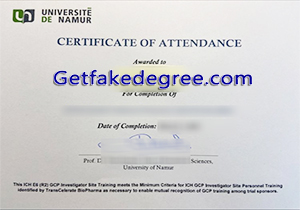 UNIVERSITÉ
DE NAMUR
CERTIFICATE OF ATTENDANCE
Awarded to
Getfakedegree.com
For Completion Of
Date of Completion:
Prof. D
Sciences,
University of Namur
This ICH E6 (R2) GCP Investigator Site Training meets the Minimum Criteria for ICH GCP Investigator Site Personnel Training
identified by TransCelerate BioPharma as necessary to enable mutual recognition of GCP training among trial sponsors.